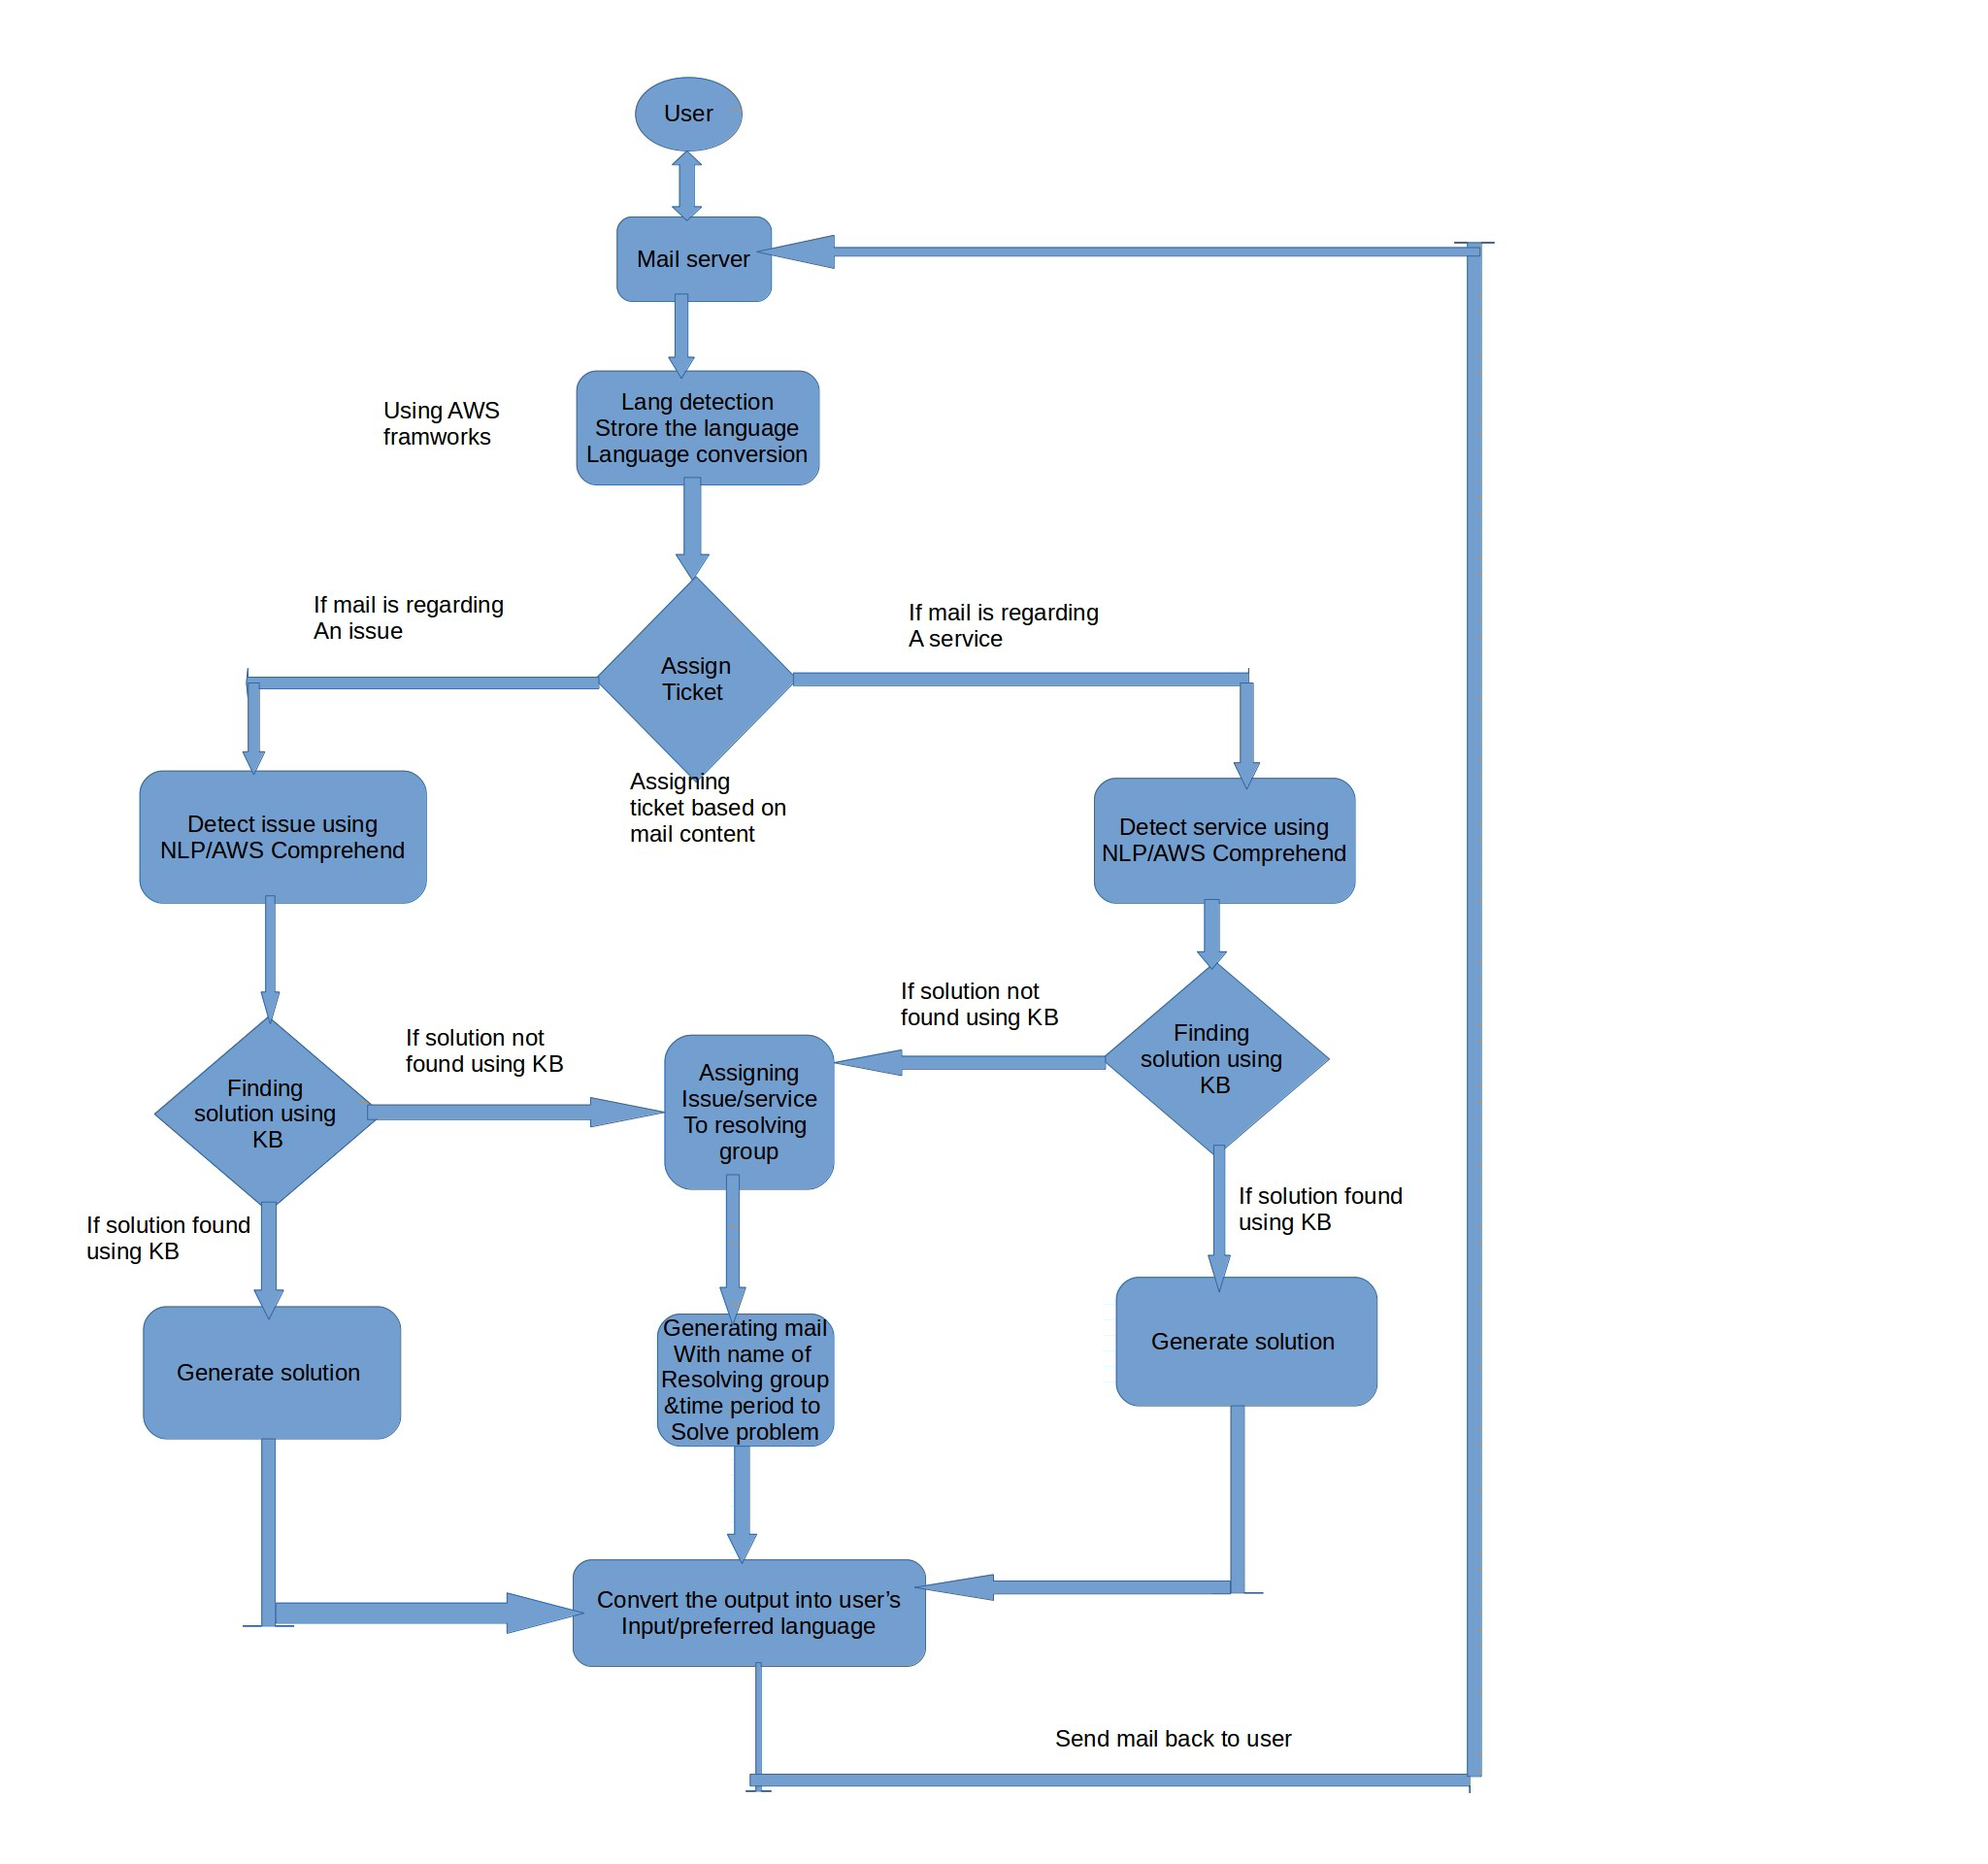 User
Mail server
Using AWS
framworks
Lang detection
Strore the language
Language conversion
If mail is regarding
An issue
If mail is regarding
A service
Assign
Ticket
Assigning
ticket based on
mail content
Detect issue using
NLP/AWS Comprehend
Detect service using
NLP/AWS Comprehend
If solution not
found using KB
If solution not
found using KB
Finding
solution using
KB
Assigning
Issue/service
To resolving
group
Finding
solution using
KB
If solution found
using KB
If solution found
using KB
Generate solution
Generating mail
With name of
Resolving group
&time period to
Solve problem
Generate solution
Convert the output into user’s
Input/preferred language
Send mail back to user